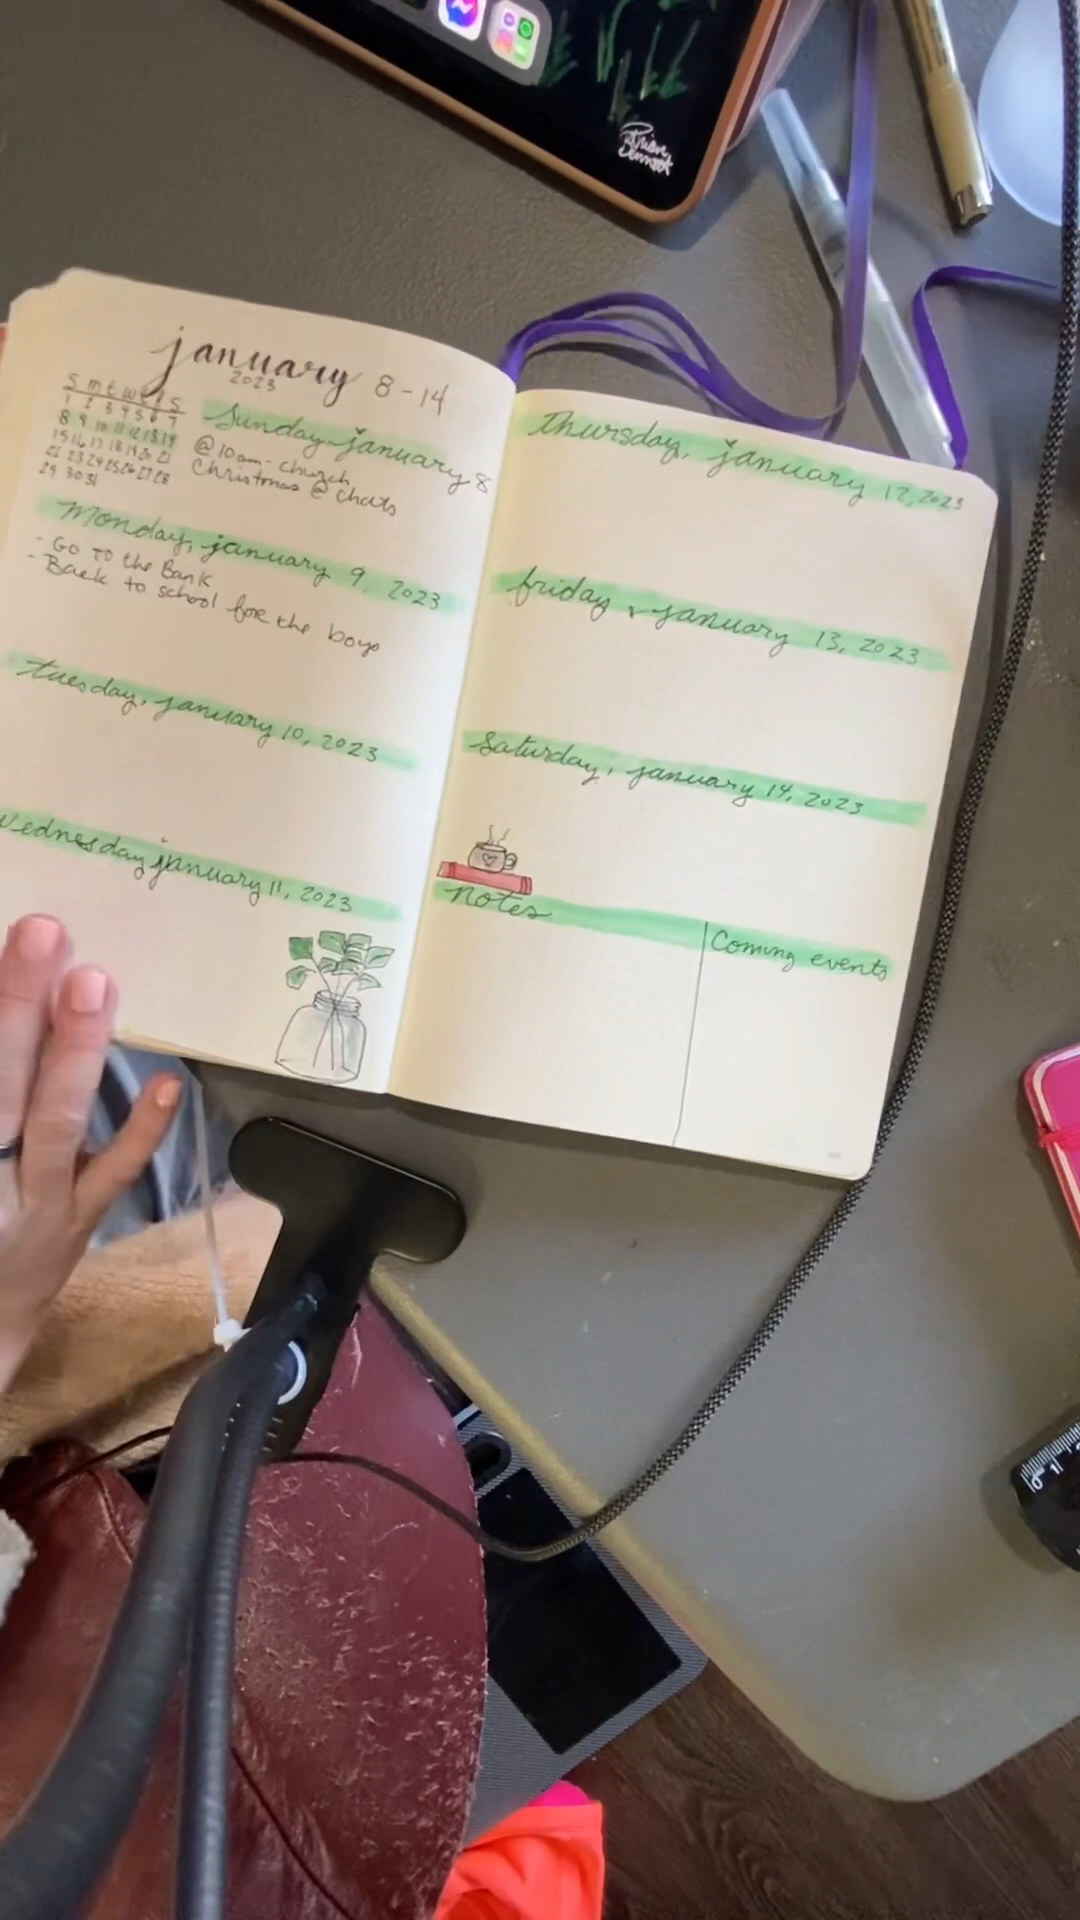 january 8-14
2023
S m t w t f S
1 2 3 4 5 6 7
8 9 10 11 12 13 14
15 16 17 18 19 20 21
22 23 24 25 26 27 28
29 30 31
Sunday january 8
@10am - church
Christmas @ chats
Monday, january 9, 2023
- Go To the Bank
- Back to school for the boys
tuesday, january 10, 2023
Wednesday january 11, 2023
Thursday, january 12, 2023
friday, january 13, 2023
Saturday, january 14, 2023
Notes
Coming events
Brian Bennett
0 1